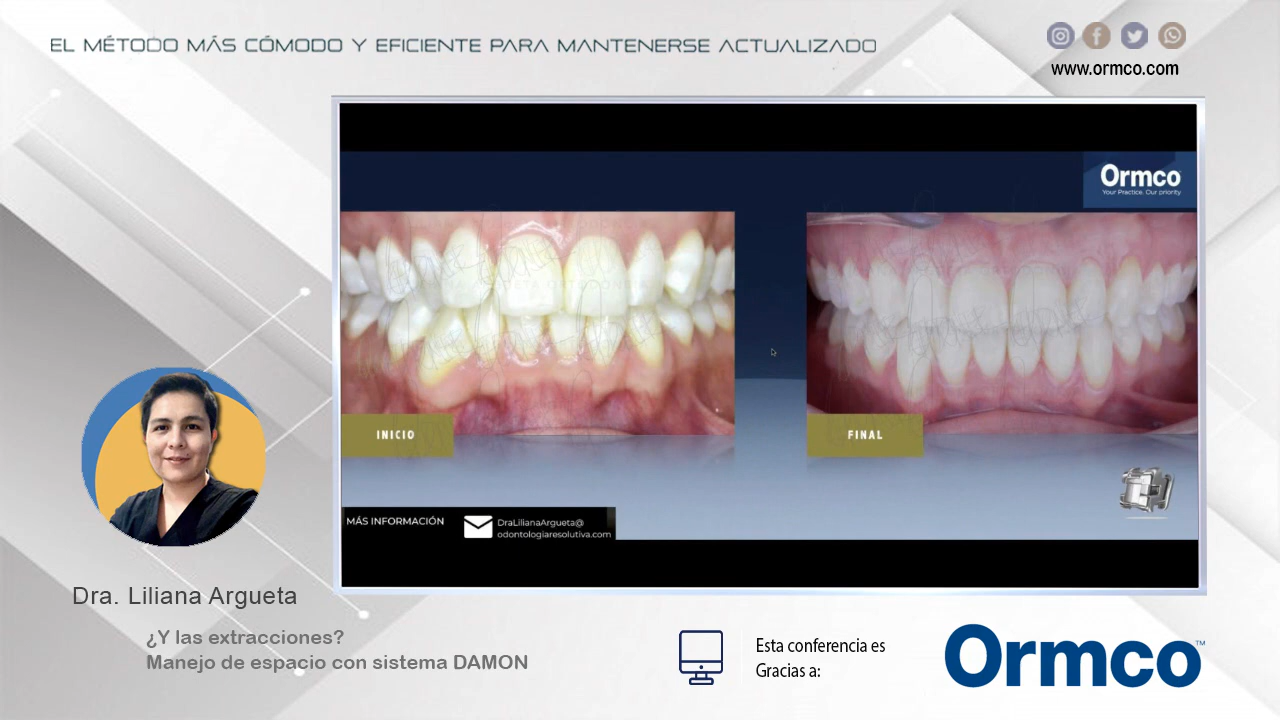 EL MÉTODO MÁS CÓMODO Y EFICIENTE PARA MANTENERSE ACTUALIZADO
www.ormco.com
Ormco
Your Practice. Our priority
INICIO
FINAL
MÁS INFORMACIÓN
DraLilianaArgueta@
odontologiaresolutiva.com
Dra. Liliana Argueta
¿Y las extracciones?
Manejo de espacio con sistema DAMON
Esta conferencia es
Gracias a:
Ormco™